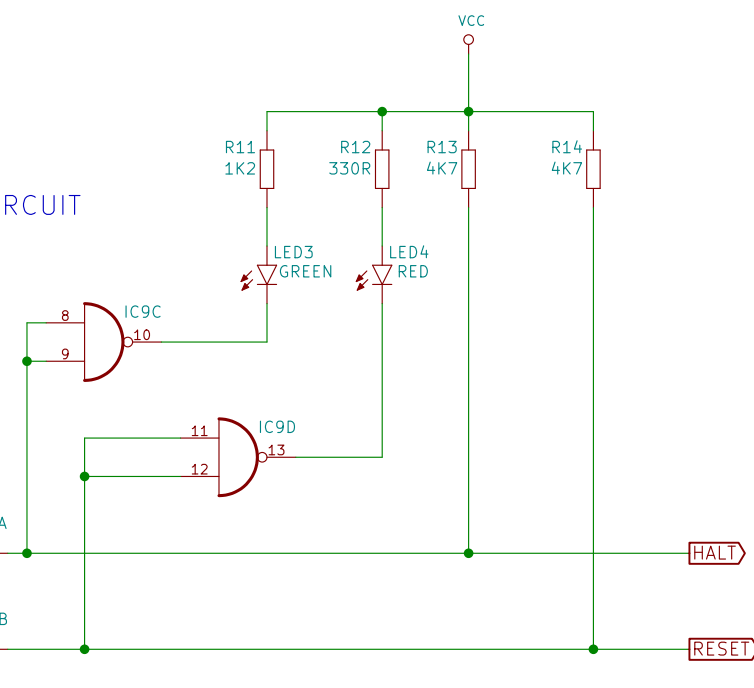 VCC
R11
1K2
R12
330R
R13
4K7
R14
4K7
RCUIT
LED3
GREEN
LED4
RED
IC9C
8
9
10
IC9D
11
12
13
A
HALT
B
RESET